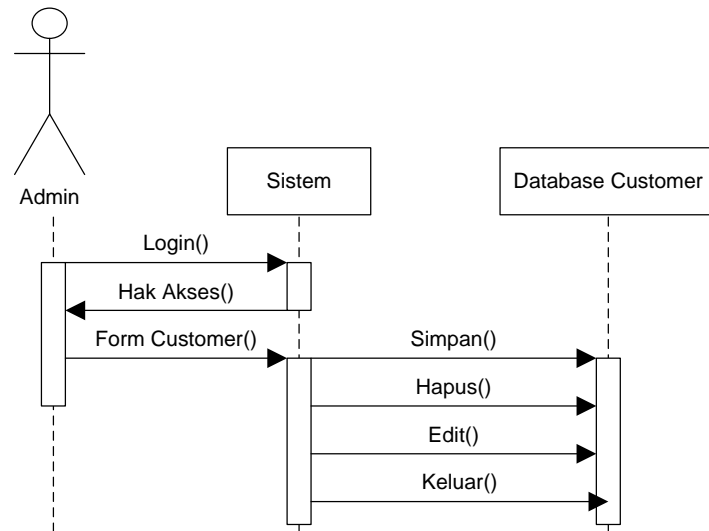 Admin
Sistem
Database Customer
Login()
Hak Akses()
Form Customer()
Simpan()
Hapus()
Edit()
Keluar()